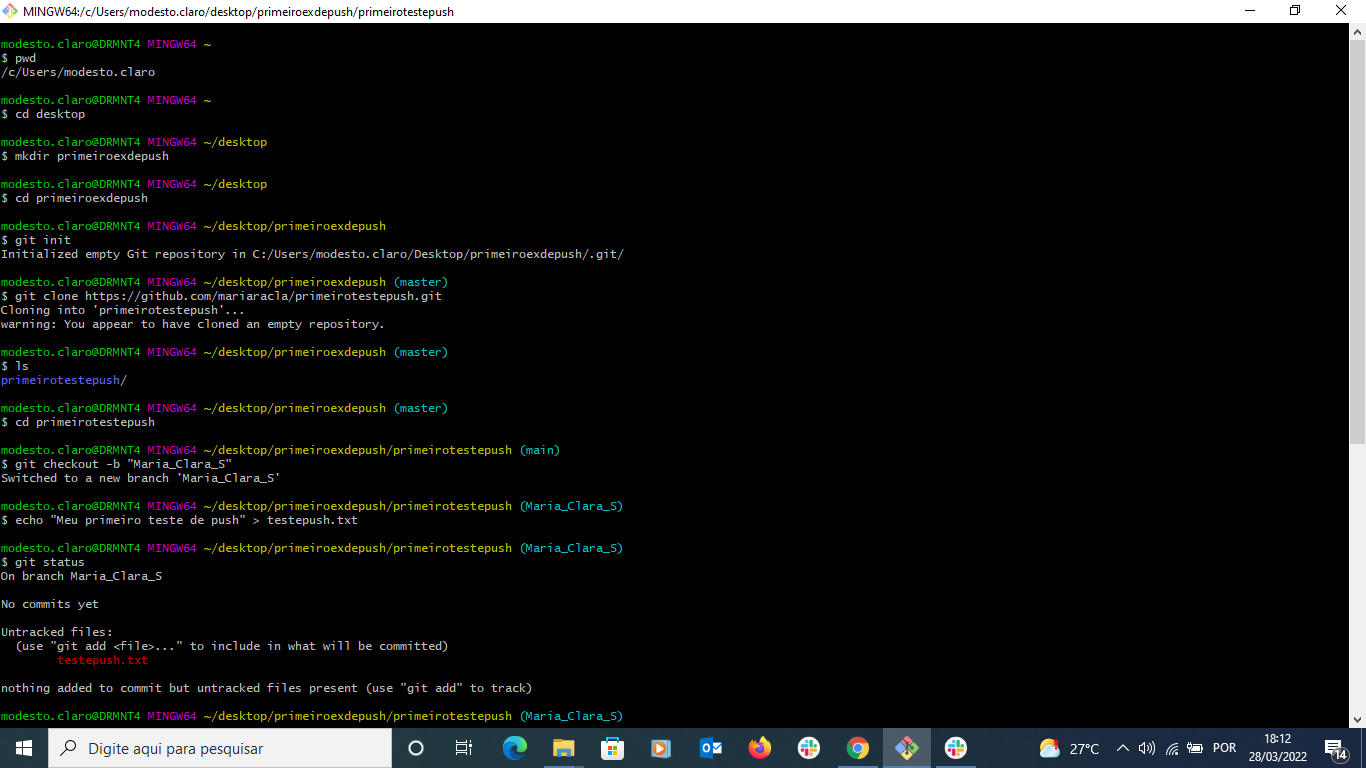 MINGW64:/c/Users/modesto.claro/desktop/primeiroexdepush/primeirotestepush
modesto.claro@DRMNT4 MINGW64 ~
$ pwd
/c/Users/modesto.claro
modesto.claro@DRMNT4 MINGW64 ~
$ cd desktop
modesto.claro@DRMNT4 MINGW64 ~/desktop
$ mkdir primeiroexdepush
modesto.claro@DRMNT4 MINGW64 ~/desktop
$ cd primeiroexdepush
modesto.claro@DRMNT4 MINGW64 ~/desktop/primeiroexdepush
$ git init
Initialized empty Git repository in C:/Users/modesto.claro/Desktop/primeiroexdepush/.git/
modesto.claro@DRMNT4 MINGW64 ~/desktop/primeiroexdepush (master)
$ git clone https://github.com/mariaracla/primeirotestepush.git
Cloning into 'primeirotestepush'...
warning: You appear to have cloned an empty repository.
modesto.claro@DRMNT4 MINGW64 ~/desktop/primeiroexdepush (master)
$ ls
primeirotestepush/
modesto.claro@DRMNT4 MINGW64 ~/desktop/primeiroexdepush (master)
$ cd primeirotestepush
modesto.claro@DRMNT4 MINGW64 ~/desktop/primeiroexdepush/primeirotestepush (main)
$ git checkout -b "Maria_Clara_S"
Switched to a new branch 'Maria_Clara_S'
modesto.claro@DRMNT4 MINGW64 ~/desktop/primeiroexdepush/primeirotestepush (Maria_Clara_S)
$ echo "Meu primeiro teste de push" > testepush.txt
modesto.claro@DRMNT4 MINGW64 ~/desktop/primeiroexdepush/primeirotestepush (Maria_Clara_S)
$ git status
On branch Maria_Clara_S
No commits yet
Untracked files:
(use "git add <file>..." to include in what will be committed)
testepush.txt
nothing added to commit but untracked files present (use "git add" to track)
modesto.claro@DRMNT4 MINGW64 ~/desktop/primeiroexdepush/primeirotestepush (Maria_Clara_S)
Digite aqui para pesquisar
27°C
POR
18:12
28/03/2022
14